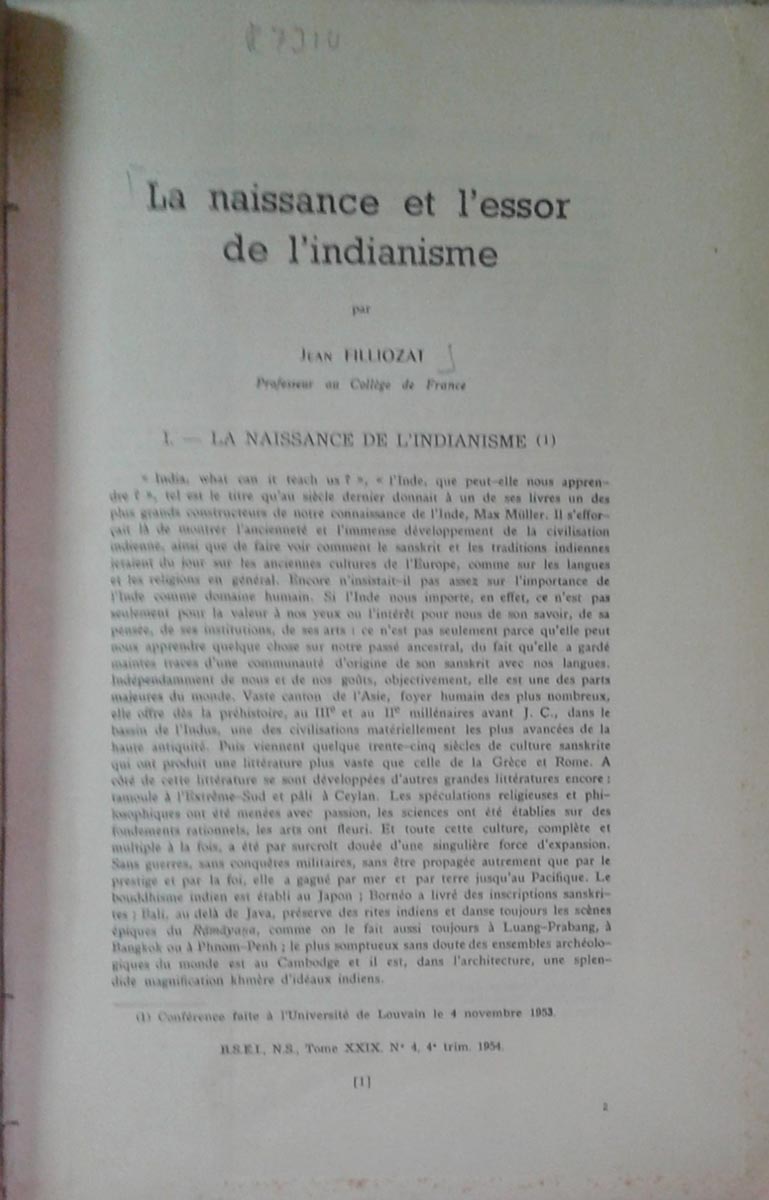 La naissance et l'essor
de l'indianisme
par
JEAN FILLIOZAT
Professeur au Collège de France
I. — LA NAISSANCE DE L'INDIANISME (1)
« India, what can it teach us ? », « l'Inde, que peut-elle nous appren-
dre ? », tel est le titre qu'au siècle dernier donnait à un de ses livres un des
plus grands constructeurs de notre connaissance de l'Inde, Max Müller. Il s'effor-
çait là de montrer l'ancienneté et l'immense développement de la civilisation
indienne, ainsi que de faire voir comment le sanskrit et les traditions indiennes
jetaient du jour sur les anciennes cultures de l'Europe, comme sur les langues
et les religions en général. Encore n'insistait-il pas assez sur l'importance de
l'Inde comme domaine humain. Si l'Inde nous importe, en effet, ce n'est pas
seulement pour la valeur à nos yeux ou l'intérêt pour nous de son savoir, de sa
pensée, de ses institutions, de ses arts : ce n'est pas seulement parce qu'elle peut
nous apprendre quelque chose sur notre passé ancestral, du fait qu'elle a gardé
maintes traces d'une communauté d'origine de son sanskrit avec nos langues.
Indépendamment de nous et de nos goûts, objectivement, elle est une des parts
majeures du monde. Vaste canton de l'Asie, foyer humain des plus nombreux,
elle offre dès la préhistoire, au IIIe et au IIe millénaires avant J. C., dans le
bassin de l'Indus, une des civilisations matériellement les plus avancées de la
haute antiquité. Puis viennent quelque trente-cinq siècles de culture sanskrite
qui ont produit une littérature plus vaste que celle de la Grèce et Rome. A
côté de cette littérature se sont développées d'autres grandes littératures encore :
tamoule à l'Extrême-Sud et pâli à Ceylan. Les spéculations religieuses et phi-
losophiques ont été menées avec passion, les sciences ont été établies sur des
fondements rationnels, les arts ont fleuri. Et toute cette culture, complète et
multiple à la fois, a été par surcroît douée d'une singulière force d'expansion.
Sans guerres, sans conquêtes militaires, sans être propagée autrement que par le
prestige et par la foi, elle a gagné par mer et par terre jusqu'au Pacifique. Le
bouddhisme indien est établi au Japon ; Bornéo a livré des inscriptions sanskri-
tes ; Bali, au delà de Java, préserve des rites indiens et danse toujours les scènes
épiques du Rāmāyaṇa, comme on le fait aussi toujours à Luang-Prabang, à
Bangkok ou à Phnom-Penh ; le plus somptueux sans doute des ensembles archéolo-
giques du monde est au Cambodge et il est, dans l'architecture, une splen-
dide magnification khmère d'idéaux indiens.
(1) Conférence faite à l'Université de Louvain le 4 novembre 1953.
B.S.E.I., N.S., Tome XXIX. N° 4, 4e trim. 1954.
[1]
2